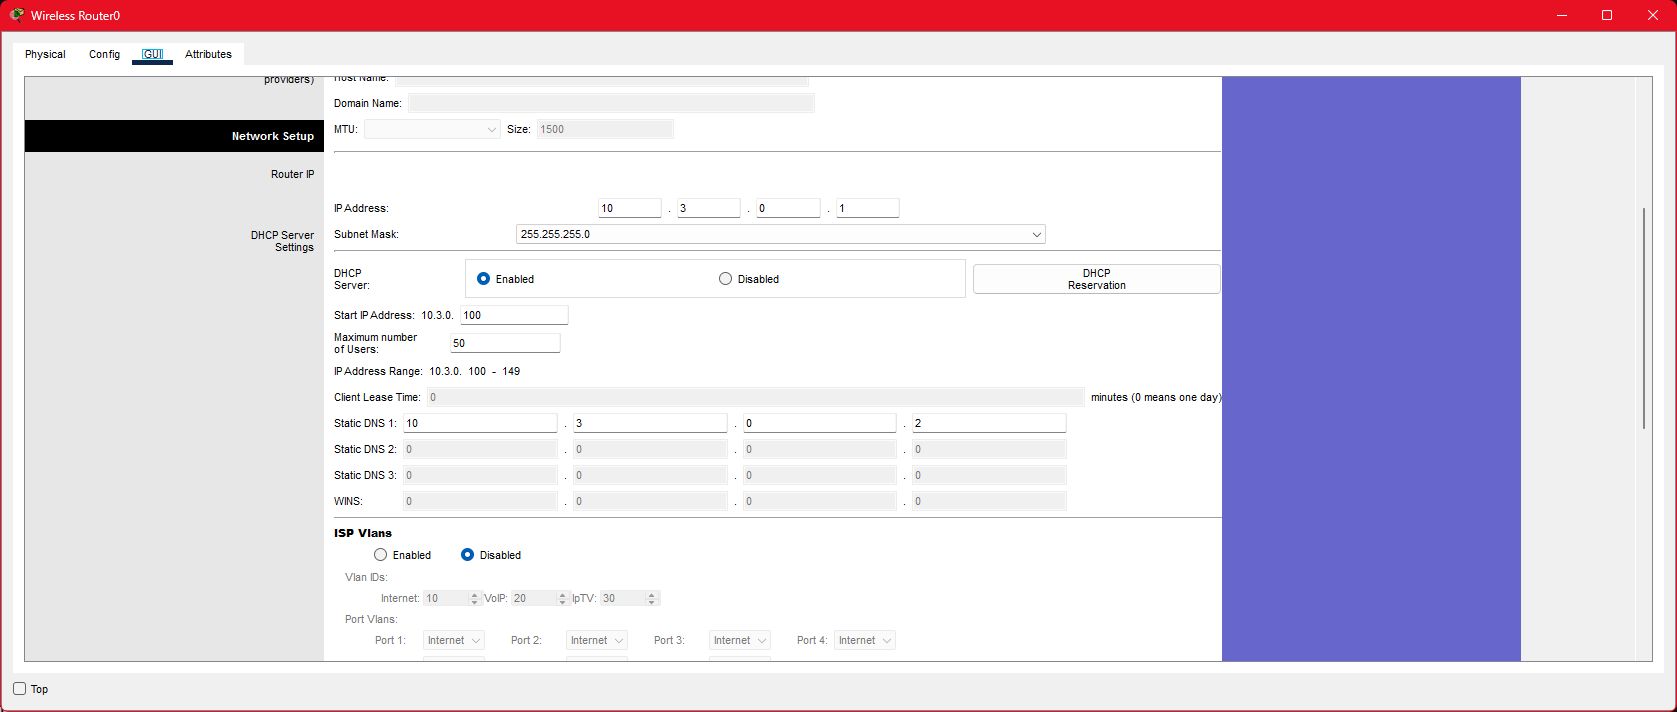 Wireless Router0
Physical Config GUI Attributes
providers)
Host Name:
Domain Name:
MTU: Size: 1500
Network Setup
Router IP
IP Address: 10 . 3 . 0 . 1
Subnet Mask: 255.255.255.0
DHCP Server
Settings
DHCP
Server: Enabled Disabled
DHCP
Reservation
Start IP Address: 10.3.0. 100
Maximum number
of Users: 50
IP Address Range: 10.3.0. 100 - 149
Client Lease Time: 0 minutes (0 means one day)
Static DNS 1: 10 . 3 . 0 . 2
Static DNS 2: 0 . 0 . 0 . 0
Static DNS 3: 0 . 0 . 0 . 0
WINS: 0 . 0 . 0 . 0
ISP Vlans
Enabled Disabled
Vlan IDs:
Internet: 10 VoIP: 20 IpTV: 30
Port Vlans:
Port 1: Internet Port 2: Internet Port 3: Internet Port 4: Internet
Top